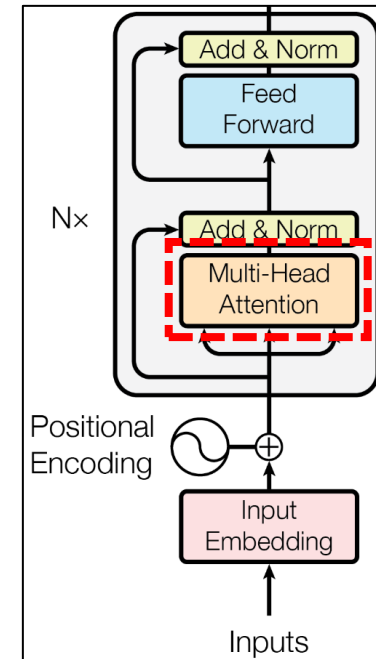 Add & Norm
Feed
Forward
Nx
Add & Norm
Multi-Head
Attention
Positional
Encoding
Input
Embedding
Inputs